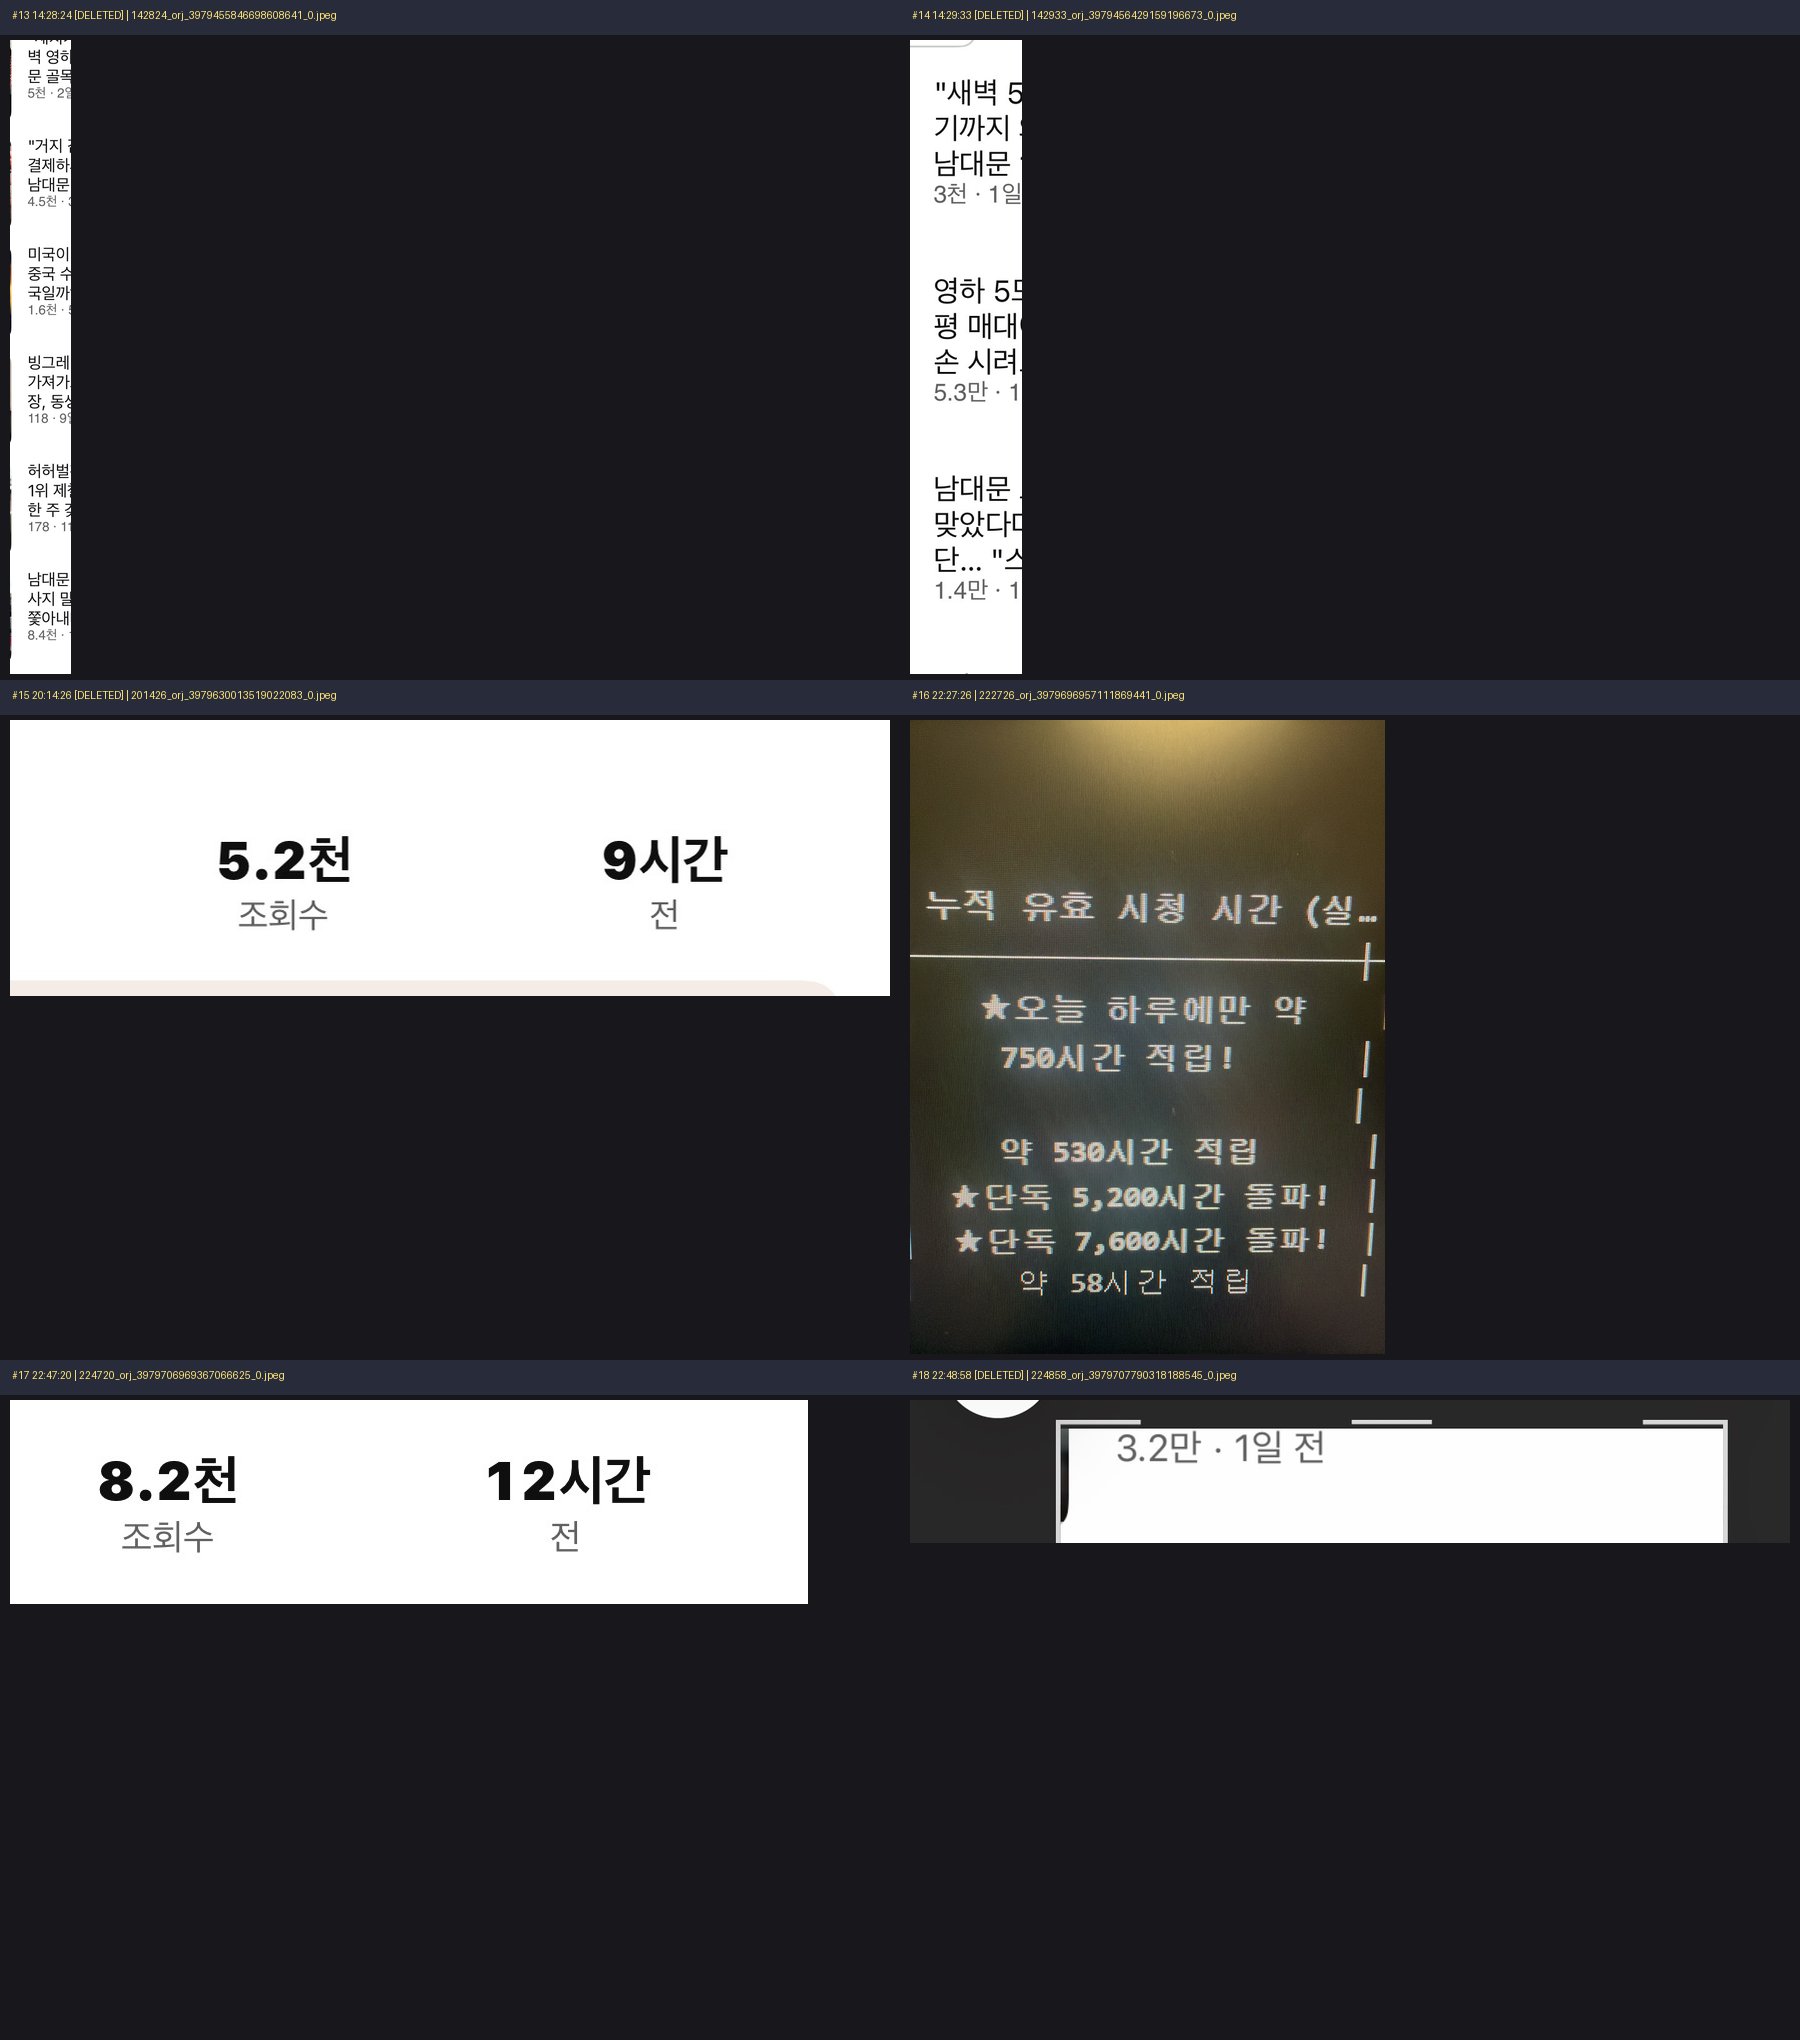 #13 14:28:24 [DELETED] | 142824_orj_3979455846698608641_0.jpeg
벽 영하
문 골목
5천 · 2일
"거지
결제하
남대문
4.5천 ·
미국이
중국 수
국일까
1.6천 ·
빙그레
가져가
장, 동생
118 · 9일
허허벌
1위 제
한 주
178 · 11
남대문
사지 말
쫓아내
8.4천 ·
#14 14:29:33 [DELETED] | 142933_orj_3979456429159196673_0.jpeg
"새벽 5
기까지
남대문
3천 · 1일
영하 5도
평 매대
손 시려
5.3만 · 1
남대문
맞았다
단... "스
1.4만 · 1
#15 20:14:26 [DELETED] | 201426_orj_3979630013519022083_0.jpeg
5.2천 9시간
조회수 전
#16 22:27:26 | 222726_orj_3979696957111869441_0.jpeg
누적 유효 시청 시간 (실…
★오늘 하루에만 약
750시간 적립!
약 530시간 적립
★단독 5,200시간 돌파!
★단독 7,600시간 돌파!
약 58시간 적립
#17 22:47:20 | 224720_orj_3979706969367066625_0.jpeg
8.2천 12시간
조회수 전
#18 22:48:58 [DELETED] | 224858_orj_3979707790318188545_0.jpeg
3.2만 · 1일 전